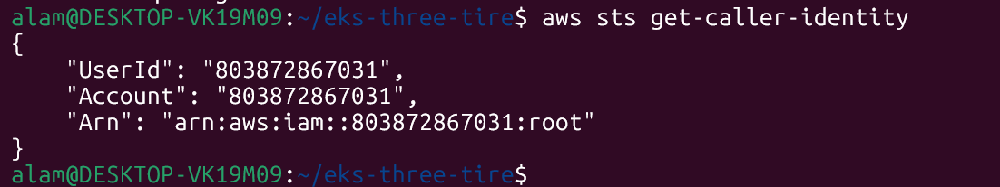 alam@DESKTOP-VK19M09:~/eks-three-tire$ aws sts get-caller-identity
{
    "UserId": "803872867031",
    "Account": "803872867031",
    "Arn": "arn:aws:iam::803872867031:root"
}
alam@DESKTOP-VK19M09:~/eks-three-tire$